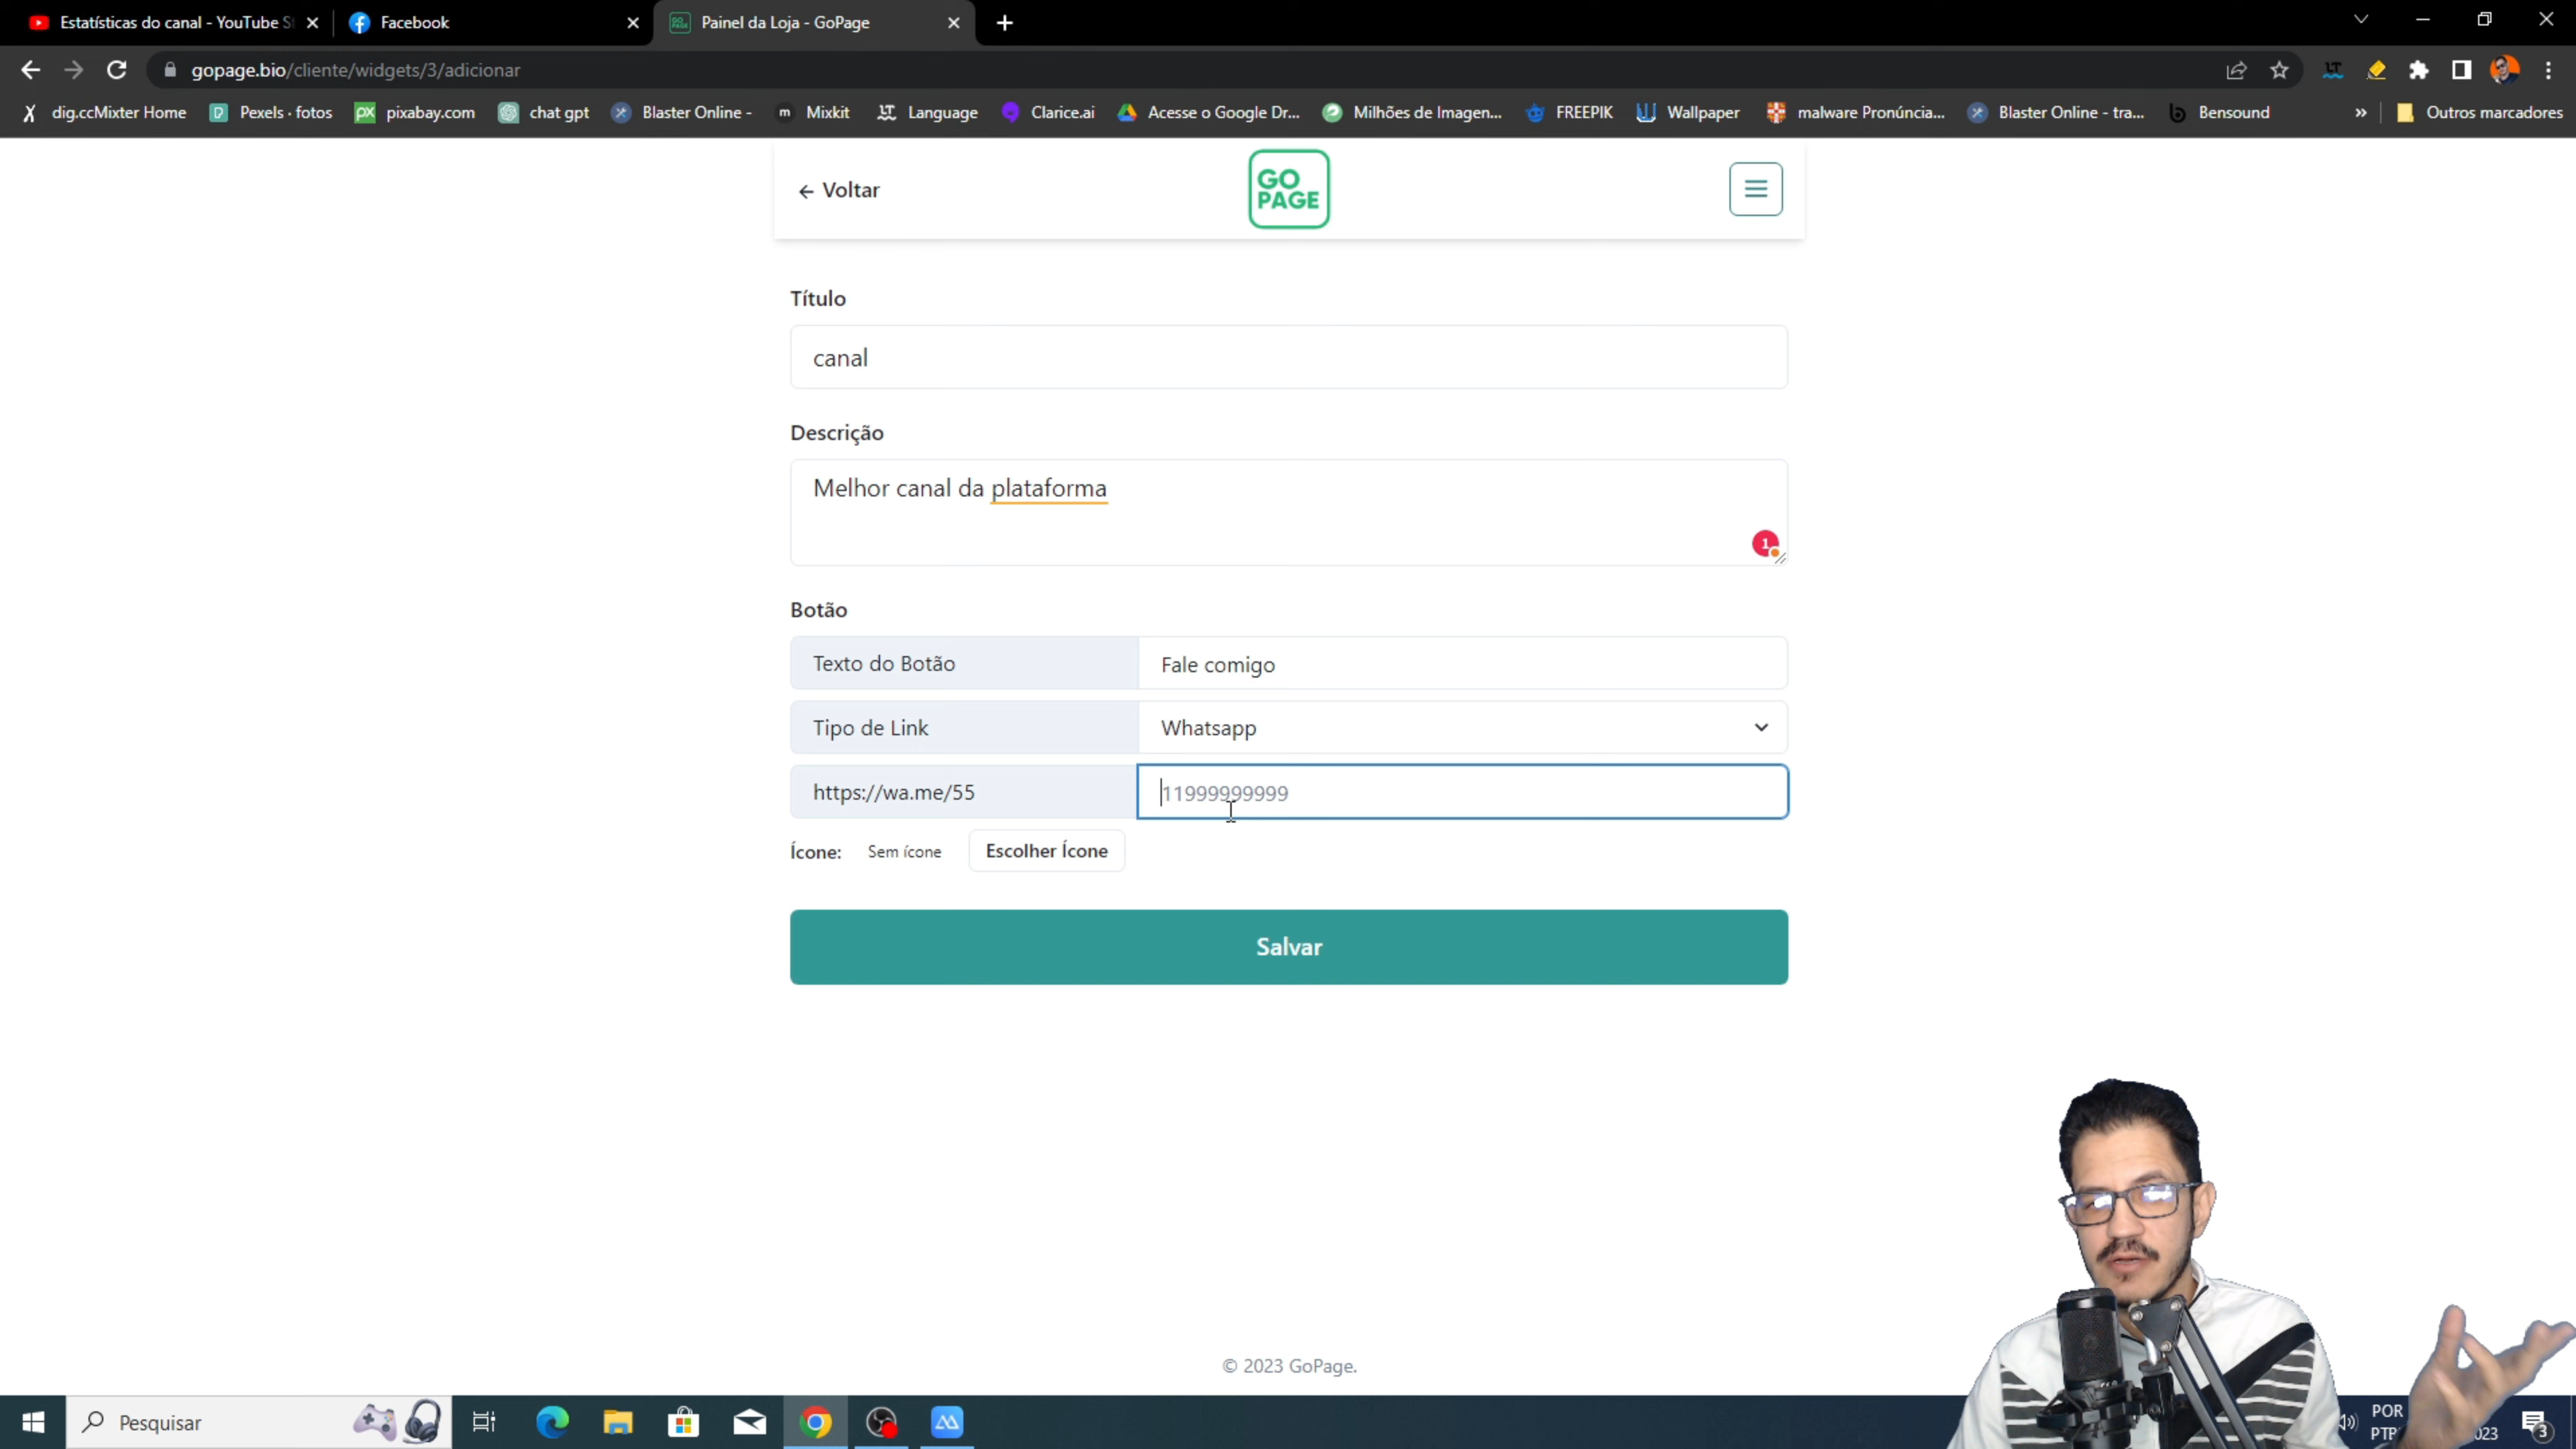 Estatísticas do canal - YouTube S
Facebook
Painel da Loja - GoPage
gopage.bio/cliente/widgets/3/adicionar
dig.ccMixter Home
Pexels · fotos
pixabay.com
chat gpt
Blaster Online -
Mixkit
Language
Clarice.ai
Acesse o Google Dr...
Milhões de Imagen...
FREEPIK
Wallpaper
malware Pronúncia...
Blaster Online - tra...
Bensound
»
Outros marcadores
← Voltar
GO
PAGE
Título
canal
Descrição
Melhor canal da plataforma
1
Botão
Texto do Botão
Fale comigo
Tipo de Link
Whatsapp
https://wa.me/55
11999999999
Ícone:
Sem ícone
Escolher Ícone
Salvar
© 2023 GoPage.
Pesquisar
POR
023
3